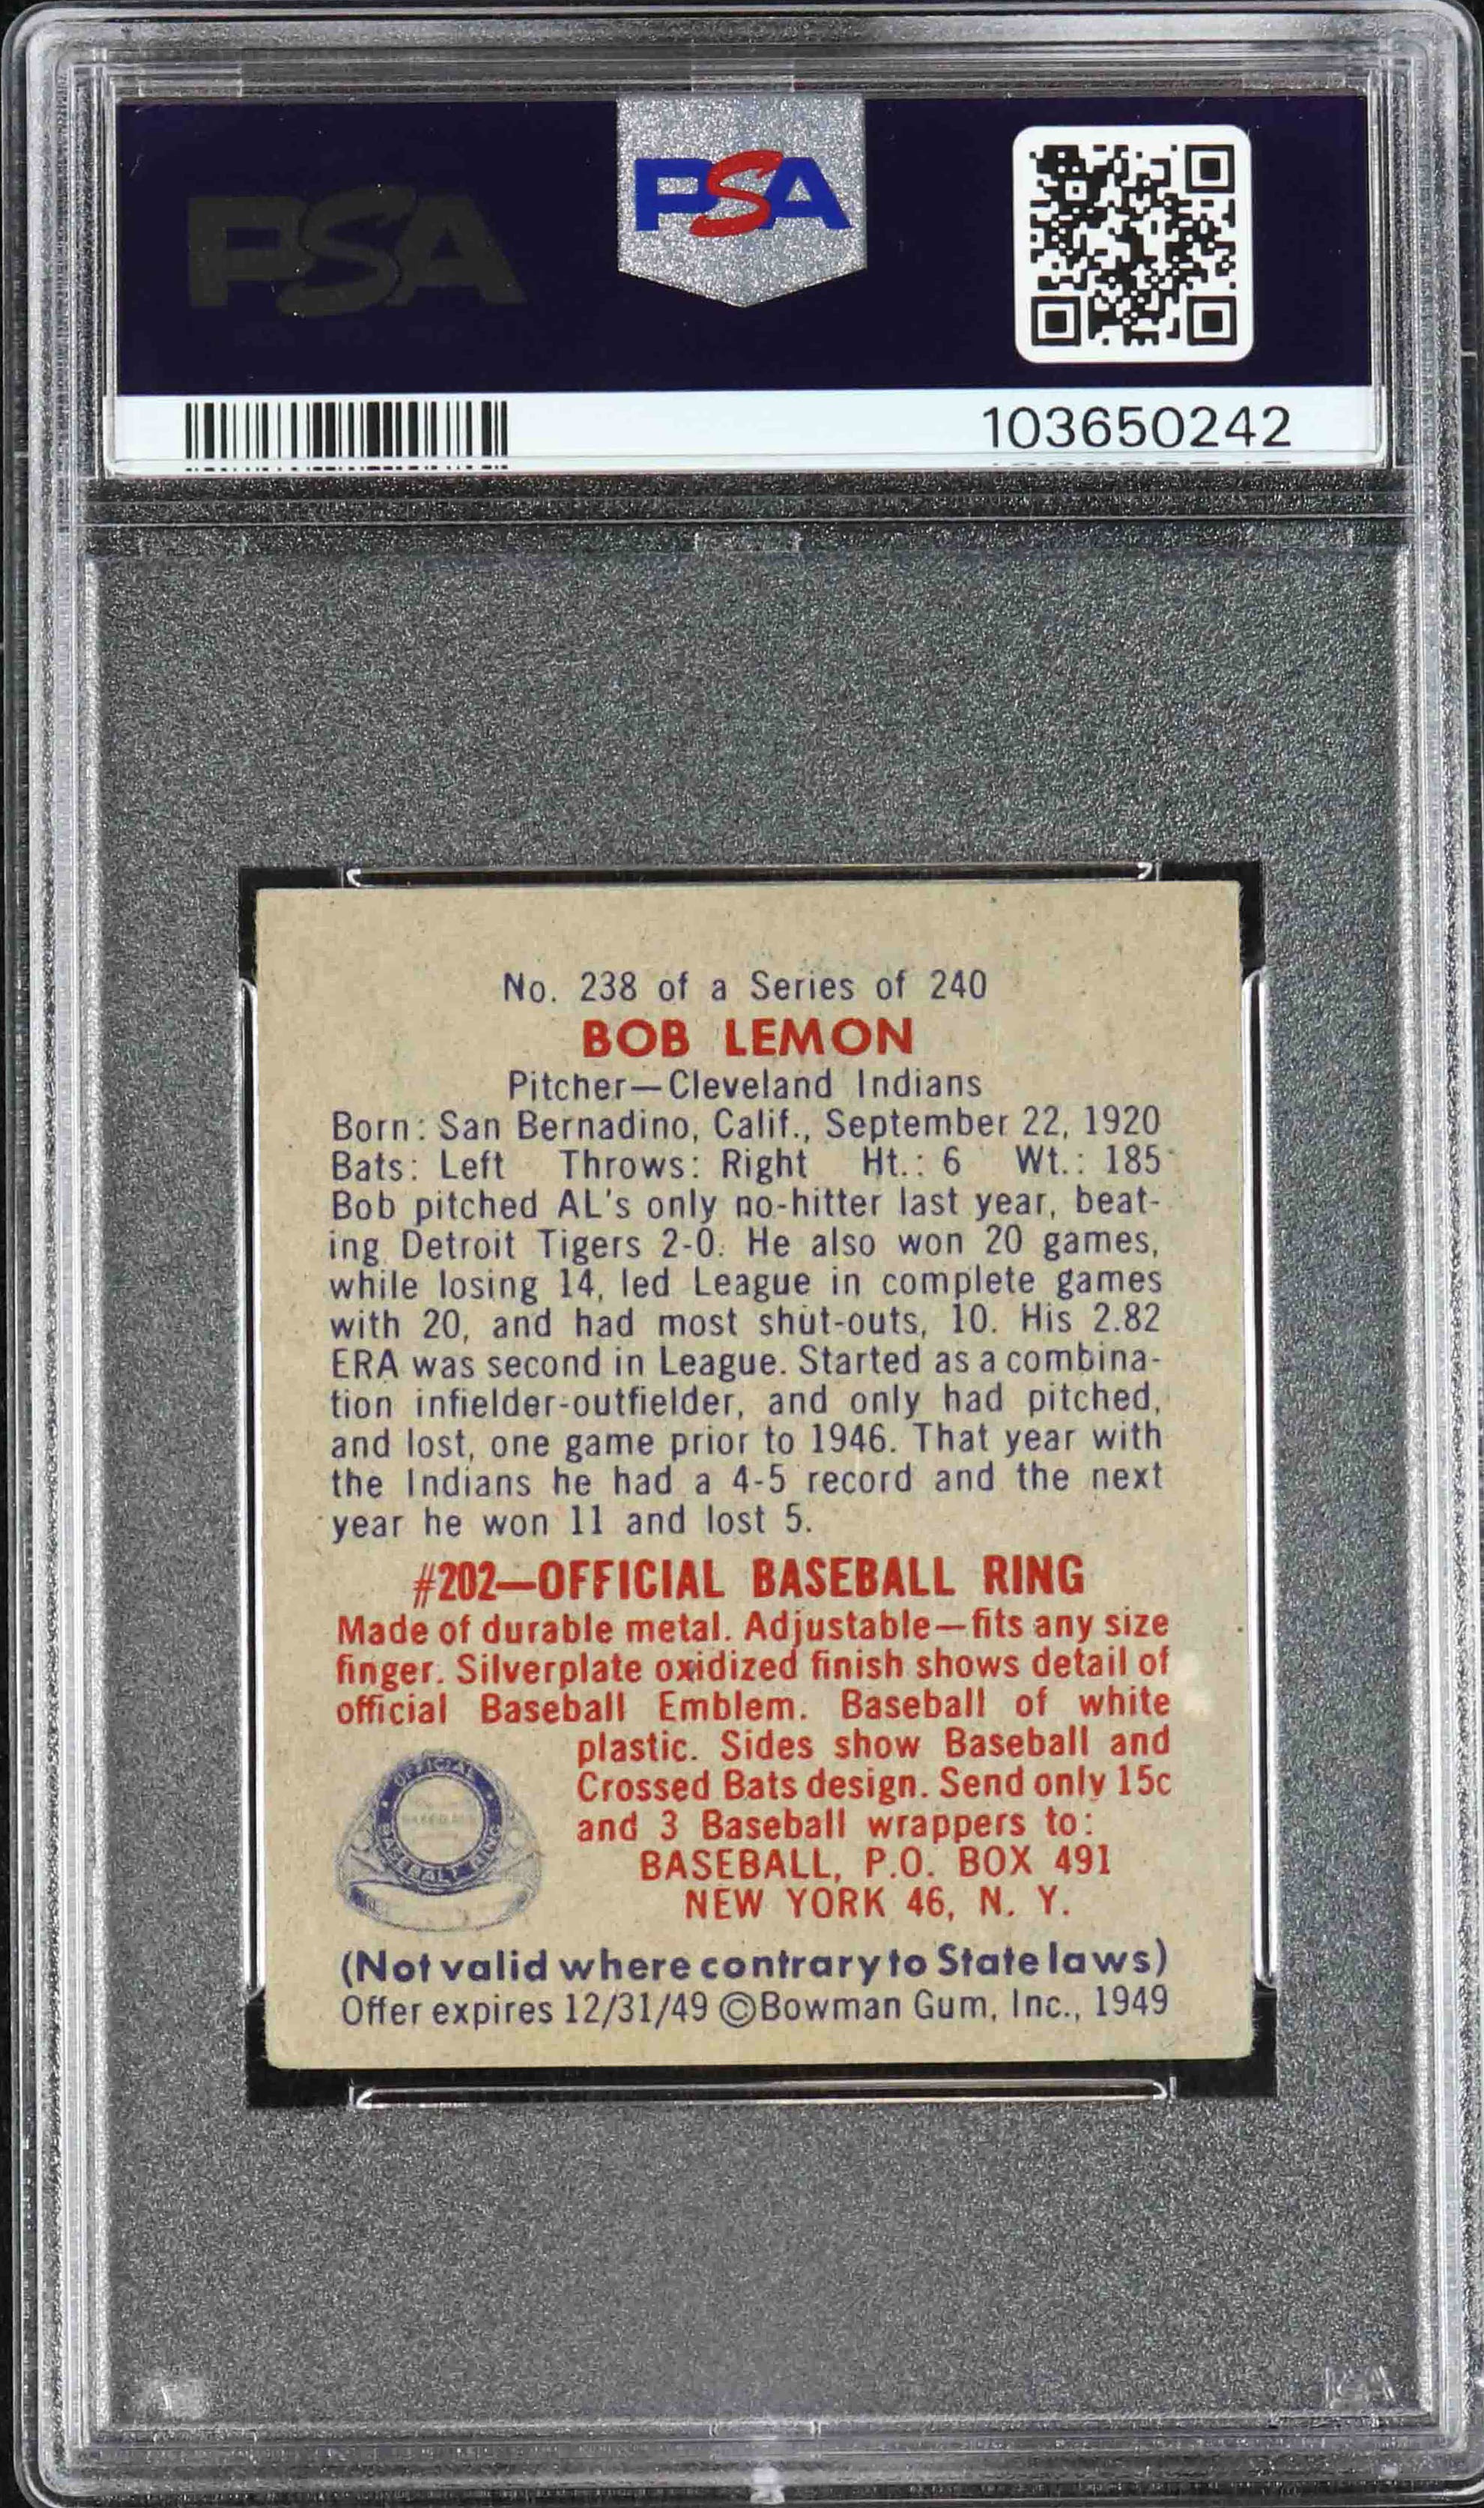 PSA
PSA
103650242
No. 238 of a Series of 240
BOB LEMON
Pitcher—Cleveland Indians
Born: San Bernadino, Calif., September 22, 1920
Bats: Left Throws: Right Ht.: 6 Wt.: 185
Bob pitched AL's only no-hitter last year, beat-
ing Detroit Tigers 2-0. He also won 20 games,
while losing 14, led League in complete games
with 20, and had most shut-outs, 10. His 2.82
ERA was second in League. Started as a combina-
tion infielder-outfielder, and only had pitched,
and lost, one game prior to 1946. That year with
the Indians he had a 4-5 record and the next
year he won 11 and lost 5.
#202—OFFICIAL BASEBALL RING
Made of durable metal. Adjustable—fits any size
finger. Silverplate oxidized finish shows detail of
official Baseball Emblem. Baseball of white
plastic. Sides show Baseball and
Crossed Bats design. Send only 15c
and 3 Baseball wrappers to:
BASEBALL, P.O. BOX 491
NEW YORK 46, N. Y.
OFFICIAL
BASEBALL RING
(Not valid where contrary to State laws)
Offer expires 12/31/49 ©Bowman Gum, Inc., 1949